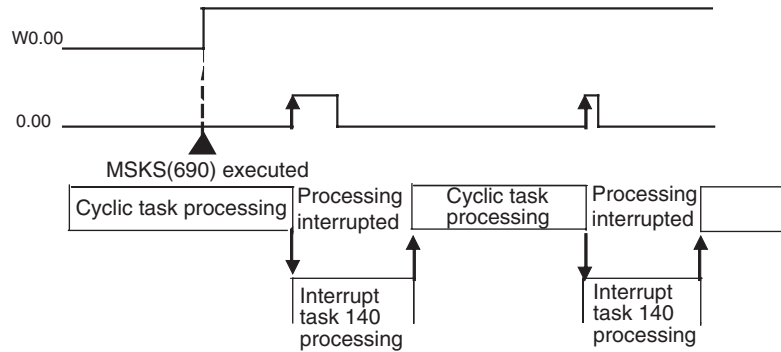 W0.00
0.00
MSKS(690) executed
Cyclic task processing
Processing
interrupted
Cyclic task
processing
Processing
interrupted
Interrupt
task 140
processing
Interrupt
task 140
processing